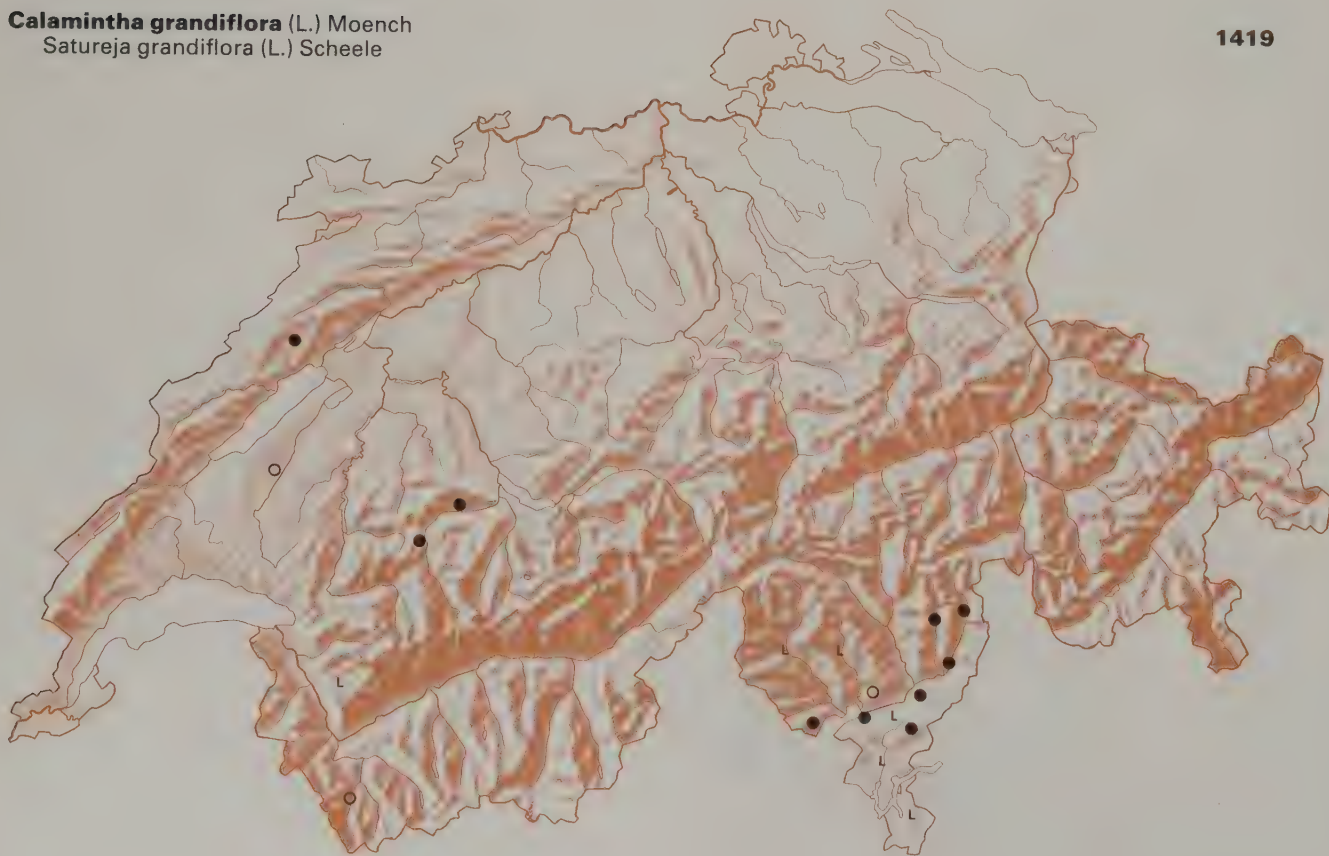 Calamintha grandiflora (L.) Moench
Satureja grandiflora (L.) Scheele
1419
L
L
L
L
L
L